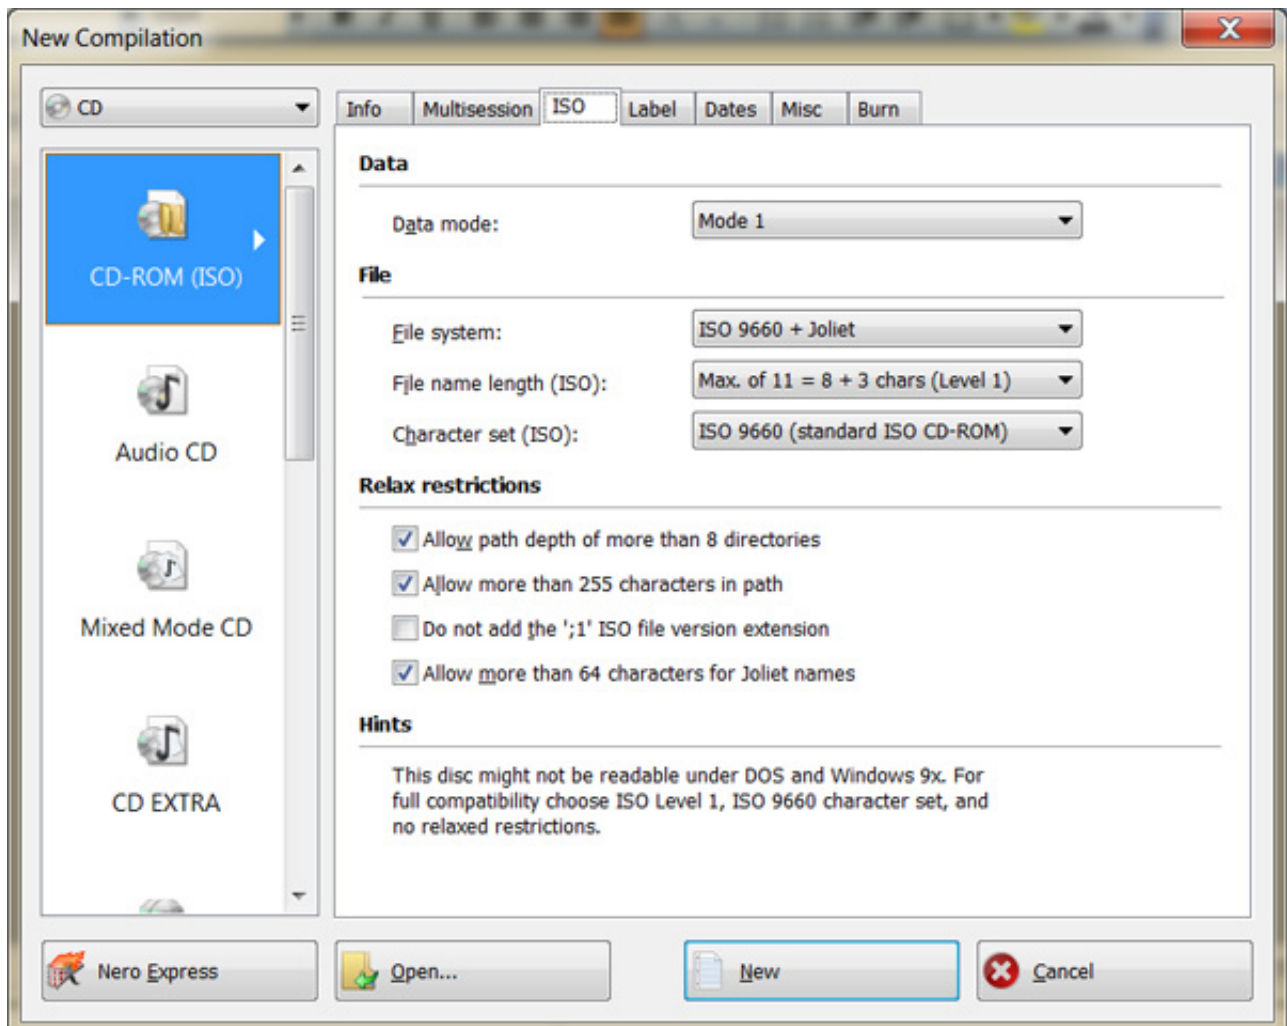 New Compilation
X
CD
Info Multisession ISO Label Dates Misc Burn
CD-ROM (ISO)
Audio CD
Mixed Mode CD
CD EXTRA
Data
Data mode: Mode 1
File
File system: ISO 9660 + Joliet
File name length (ISO): Max. of 11 = 8 + 3 chars (Level 1)
Character set (ISO): ISO 9660 (standard ISO CD-ROM)
Relax restrictions
Allow path depth of more than 8 directories
Allow more than 255 characters in path
Do not add the ';1' ISO file version extension
Allow more than 64 characters for Joliet names
Hints
This disc might not be readable under DOS and Windows 9x. For
full compatibility choose ISO Level 1, ISO 9660 character set, and
no relaxed restrictions.
Nero Express Open... New Cancel